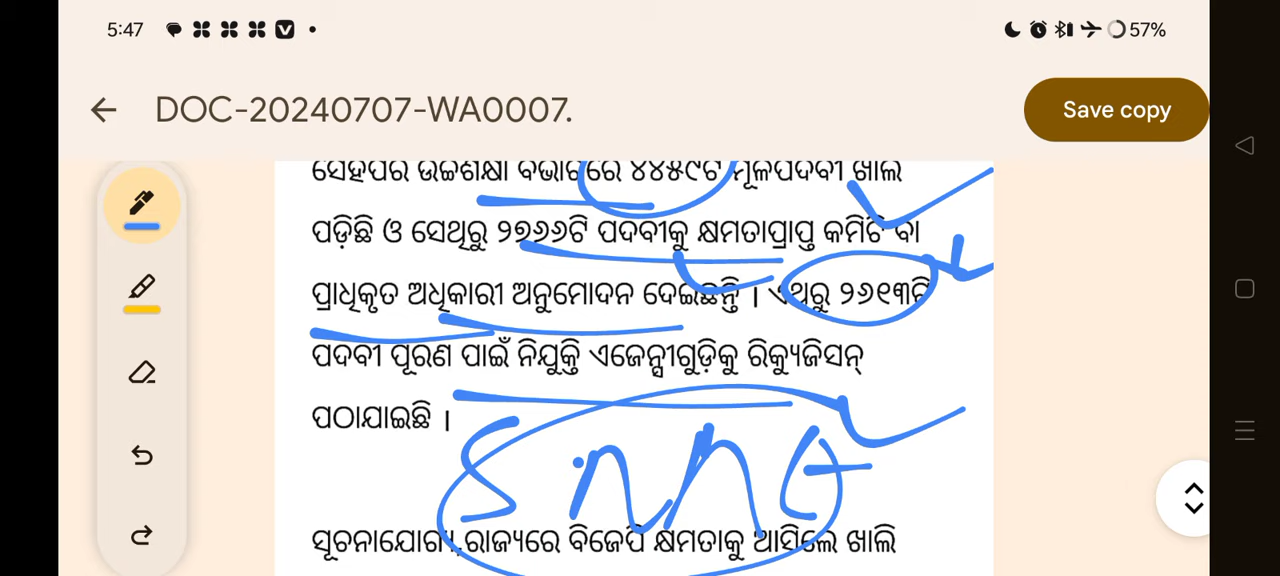 5:47 57%
DOC-20240707-WA0007.
Save copy
ସେହିପରି ଉଚ୍ଚଶିକ୍ଷା ବିଭାଗରେ ୪୪୫୯ଟି ମୂଳପଦବୀ ଖାଲି
ପଡ଼ିଛି ଓ ସେଥିରୁ ୨୭୬୬ଟି ପଦବୀକୁ କ୍ଷମତାପ୍ରାପ୍ତ କମିଟି ବା
ପ୍ରାଧିକୃତ ଅଧିକାରୀ ଅନୁମୋଦନ ଦେଇଛନ୍ତି । ଏଥିରୁ ୨୬୧୩ଟି
ପଦବୀ ପୂରଣ ପାଇଁ ନିଯୁକ୍ତି ଏଜେନ୍ସୀଗୁଡ଼ିକୁ ରିକ୍ୟୁଜିସନ୍
ପଠାଯାଇଛି ।
ସୂଚନାଯୋଗ୍ୟ,ରାଜ୍ୟରେ ବିଜେପି କ୍ଷମତାକୁ ଆସିଲେ ଖାଲି